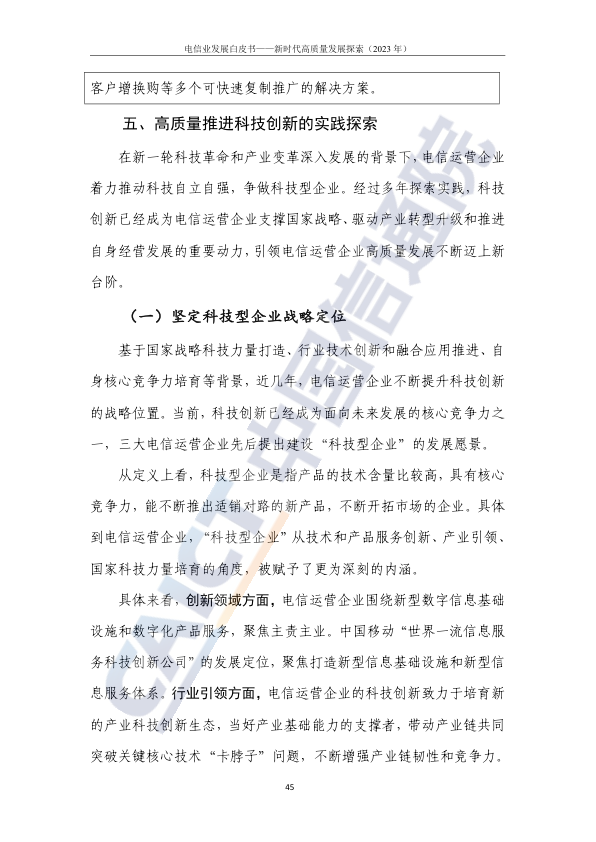 电信业发展白皮书——新时代高质量发展探索（2023 年）
客户增换购等多个可快速复制推广的解决方案。
五、高质量推进科技创新的实践探索
在新一轮科技革命和产业变革深入发展的背景下，电信运营企业
着力推动科技自立自强，争做科技型企业。经过多年探索实践，科技
创新已经成为电信运营企业支撑国家战略、驱动产业转型升级和推进
自身经营发展的重要动力，引领电信运营企业高质量发展不断迈上新
台阶。
（一）坚定科技型企业战略定位
基于国家战略科技力量打造、行业技术创新和融合应用推进、自
身核心竞争力培育等背景，近几年，电信运营企业不断提升科技创新
的战略位置。当前，科技创新已经成为面向未来发展的核心竞争力之
一，三大电信运营企业先后提出建设“科技型企业”的发展愿景。
从定义上看，科技型企业是指产品的技术含量比较高，具有核心
竞争力，能不断推出适销对路的新产品，不断开拓市场的企业。具体
到电信运营企业，“科技型企业”从技术和产品服务创新、产业引领、
国家科技力量培育的角度，被赋予了更为深刻的内涵。
具体来看，创新领域方面，电信运营企业围绕新型数字信息基础
设施和数字化产品服务，聚焦主责主业。中国移动“世界一流信息服
务科技创新公司”的发展定位，聚焦打造新型信息基础设施和新型信
息服务体系。行业引领方面，电信运营企业的科技创新致力于培育新
的产业科技创新生态，当好产业基础能力的支撑者，带动产业链共同
突破关键核心技术“卡脖子”问题，不断增强产业链韧性和竞争力。
45
CAICT 中国信通院